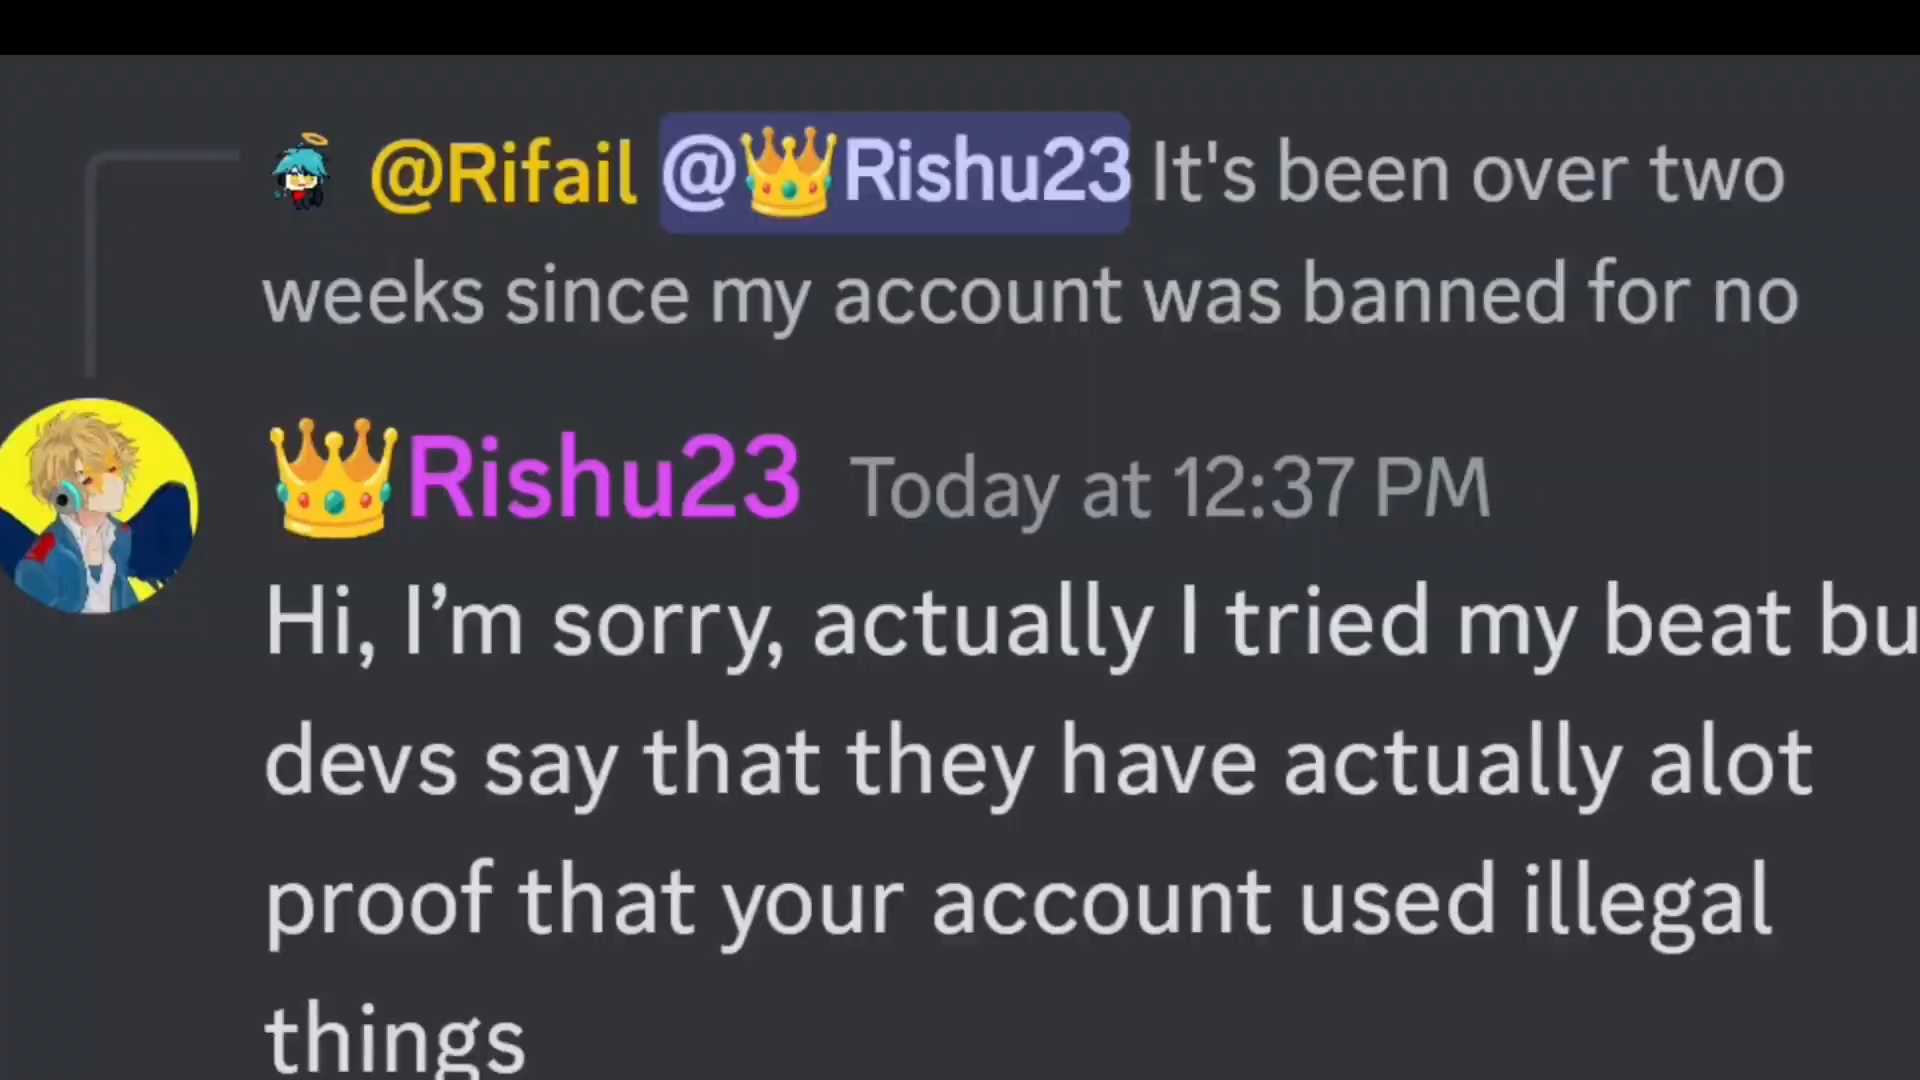 @Rifail @👑Rishu23 It's been over two
weeks since my account was banned for no
👑Rishu23 Today at 12:37 PM
Hi, I’m sorry, actually I tried my beat bu
devs say that they have actually alot
proof that your account used illegal
things